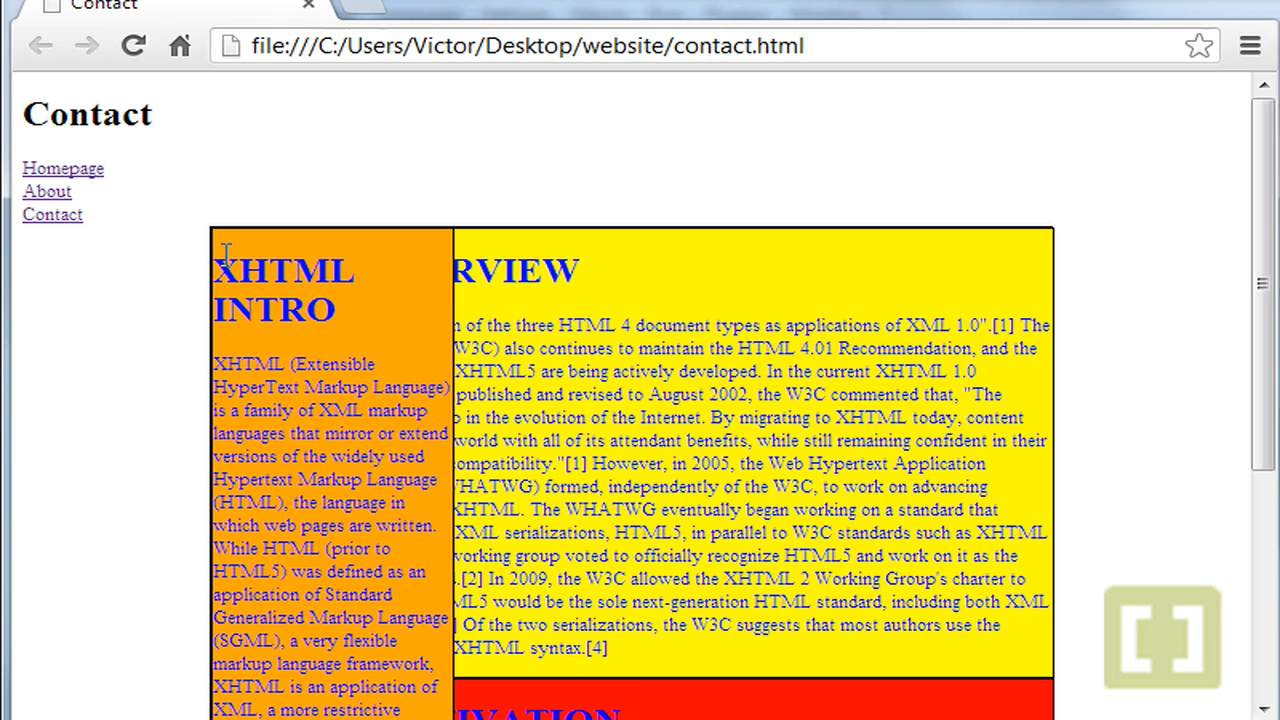 Contact
file:///C:/Users/Victor/Desktop/website/contact.html
Contact
Homepage
About
Contact
XHTML
INTRO
XHTML (Extensible
HyperText Markup Language)
is a family of XML markup
languages that mirror or extend
versions of the widely used
Hypertext Markup Language
(HTML), the language in
which web pages are written.
While HTML (prior to
HTML5) was defined as an
application of Standard
Generalized Markup Language
(SGML), a very flexible
markup language framework,
XHTML is an application of
XML, a more restrictive
RVIEW
n of the three HTML 4 document types as applications of XML 1.0".[1] The
W3C) also continues to maintain the HTML 4.01 Recommendation, and the
XHTML5 are being actively developed. In the current XHTML 1.0
published and revised to August 2002, the W3C commented that, "The
p in the evolution of the Internet. By migrating to XHTML today, content
world with all of its attendant benefits, while still remaining confident in their
ompatibility."[1] However, in 2005, the Web Hypertext Application
HATWG) formed, independently of the W3C, to work on advancing
XHTML. The WHATWG eventually began working on a standard that
XML serializations, HTML5, in parallel to W3C standards such as XHTML
working group voted to officially recognize HTML5 and work on it as the
.[2] In 2009, the W3C allowed the XHTML 2 Working Group's charter to
ML5 would be the sole next-generation HTML standard, including both XML
] Of the two serializations, the W3C suggests that most authors use the
XHTML syntax.[4]
IVATION